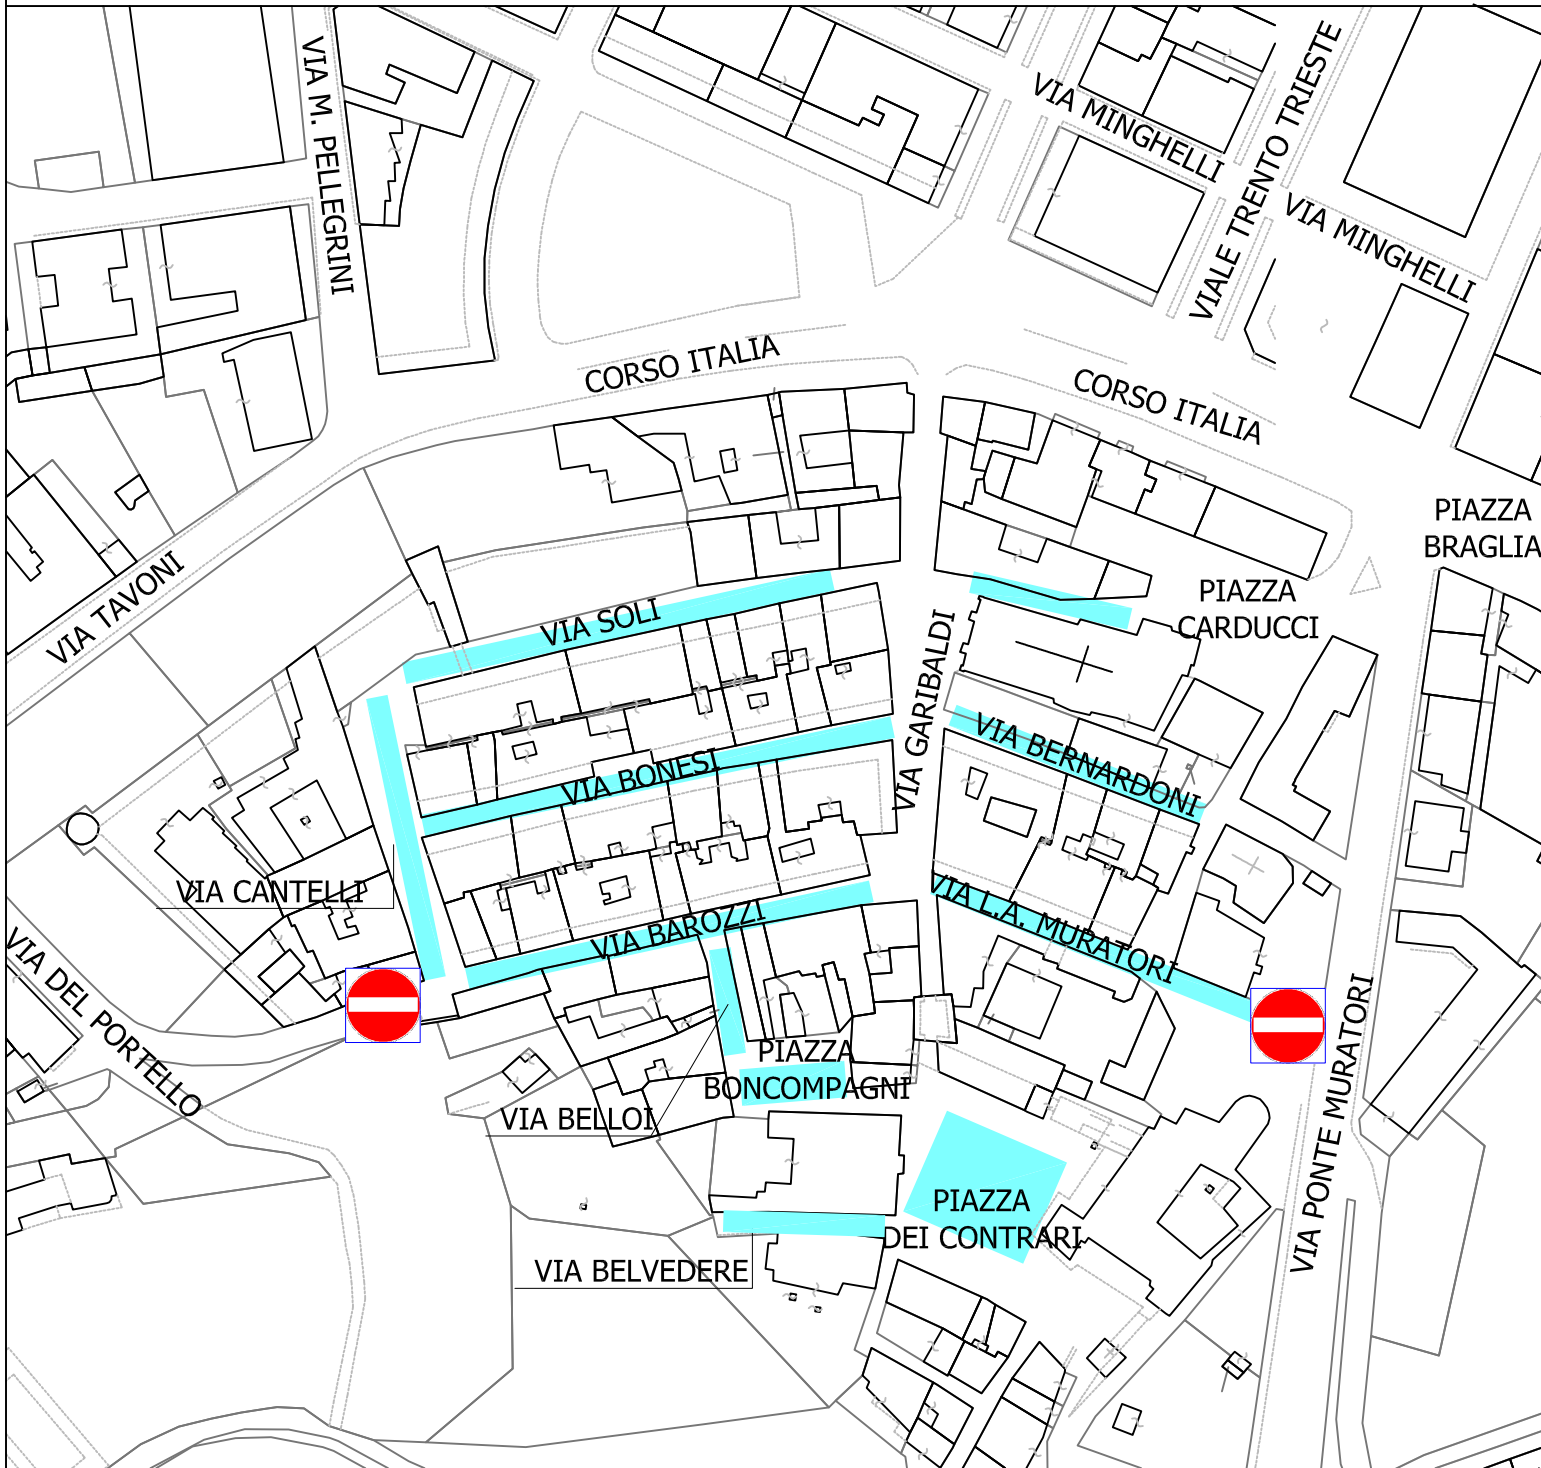 VIA M. PELLEGRINI
VIA MINGHELLI
VIALE TRENTO TRIESTE
VIA MINGHELLI
CORSO ITALIA
CORSO ITALIA
PIAZZA
BRAGLIA
VIA TAVONI
VIA SOLI
PIAZZA
CARDUCCI
VIA GARIBALDI
VIA BONESI
VIA BERNARDONI
VIA CANTELLI
VIA BAROZZI
VIA L.A. MURATORI
VIA DEL PORTELLO
PIAZZA
BONCOMPAGNI
VIA BELLOI
VIA PONTE MURATORI
PIAZZA
DEI CONTRARI
VIA BELVEDERE